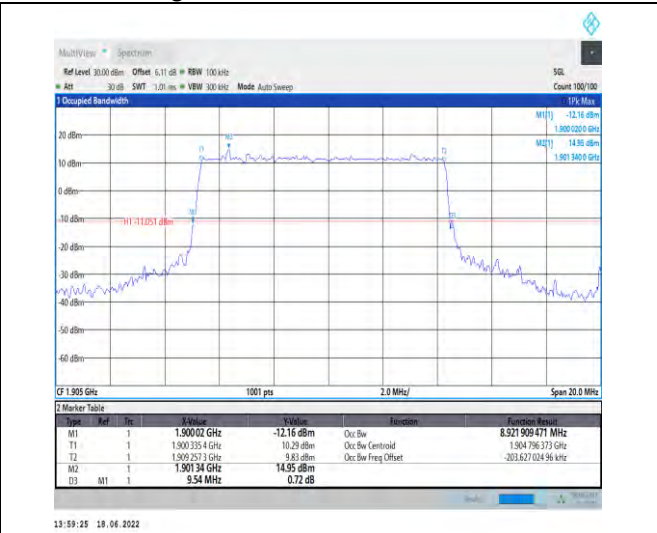 MultiView Spectrum
Ref Level 30.00 dBm Offset 6.11 dB RBW 100 kHz SGL
Att 30 dB SWT 1.01 ms VBW 300 kHz Mode Auto Sweep Count 100/100
1 Occupied Bandwidth 1Pk Max
M1[1] -12.16 dBm
1.900 020 0 GHz
M2[1] 14.95 dBm
1.901 340 0 GHz
20 dBm
10 dBm
0 dBm
-10 dBm
H1 -11.051 dBm
-20 dBm
-30 dBm
-40 dBm
-50 dBm
-60 dBm
CF 1.905 GHz 1001 pts 2.0 MHz/ Span 20.0 MHz
2 Marker Table
Type Ref Trc X-Value Y-Value Function Function Result
M1 1 1.90002 GHz -12.16 dBm Occ Bw 8.921 909 471 MHz
T1 1 1.900 335 4 GHz 10.29 dBm Occ Bw Centroid 1.904 796 373 GHz
T2 1 1.909 257 3 GHz 9.83 dBm Occ Bw Freq Offset -203.627 024 96 kHz
M2 1 1.901 34 GHz 14.95 dBm
D3 M1 1 9.54 MHz 0.72 dB
13:59:25 18.06.2022